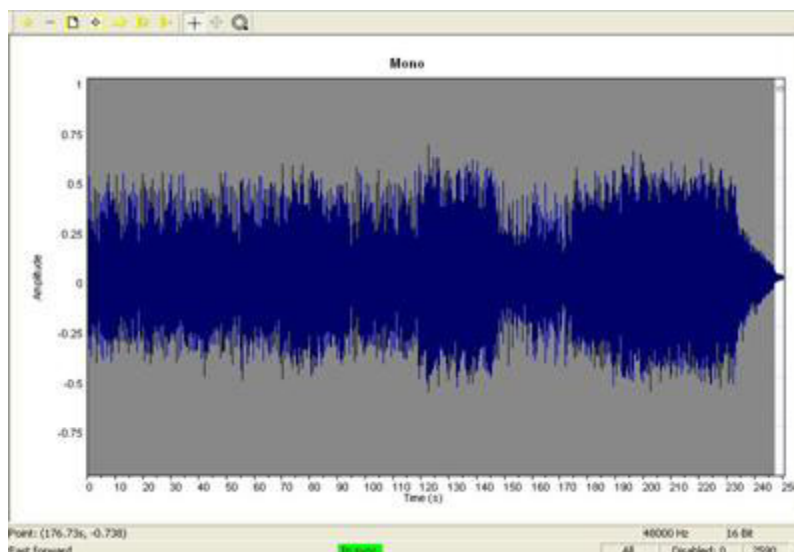 Mono
1
0.75
0.5
0.25
0
-0.25
-0.5
-0.75
Amplitude
0 10 20 30 40 50 60 70 80 90 100 110 120 130 140 150 160 170 180 190 200 210 220 230 240 25
Time (s)
Point: (176.73s, -0.738) 48000 Hz 16 Bit
Fast forward In sync All Disabled: 0 2590